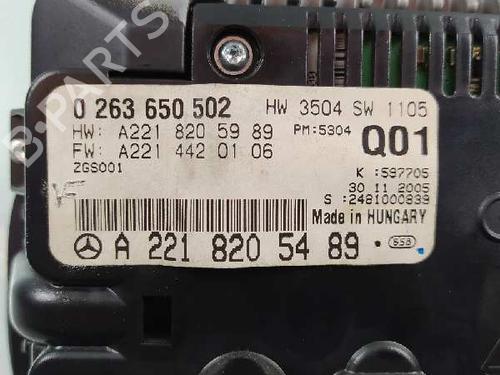 0 263 650 502 HW 3504 SW 1105
HW: A221 820 59 89 PM:5304 Q01
FW: A221 442 01 06
ZGS001
K :597705
30 11 2005
S :2481000839
Made in HUNGARY
A 221 820 54 89